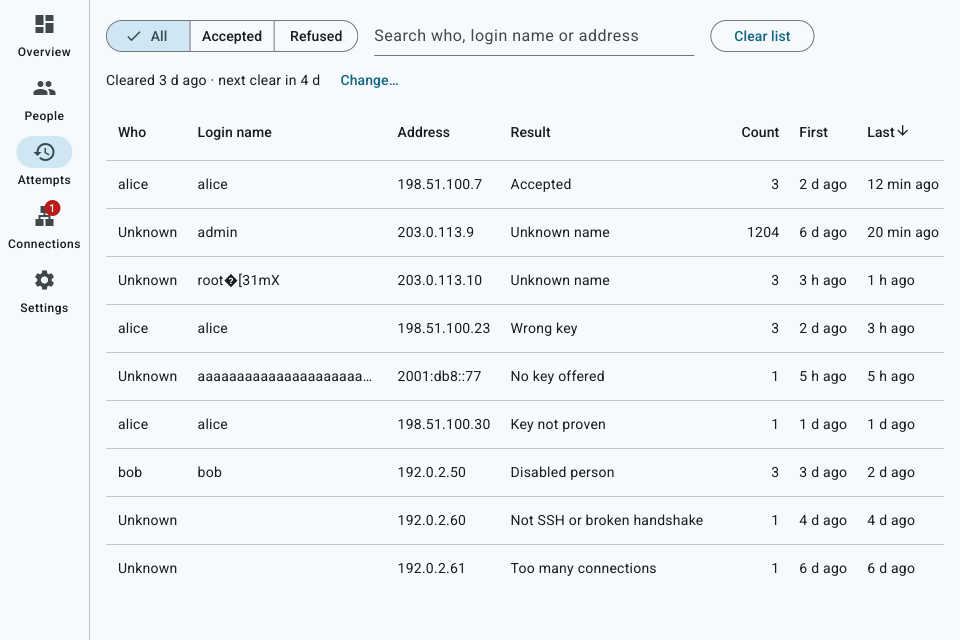 Overview
People
Attempts
1
Connections
Settings
All Accepted Refused Search who, login name or address Clear list
Cleared 3 d ago · next clear in 4 d Change…
Who Login name Address Result Count First Last
alice alice 198.51.100.7 Accepted 3 2 d ago 12 min ago
Unknown admin 203.0.113.9 Unknown name 1204 6 d ago 20 min ago
Unknown root�[31mX 203.0.113.10 Unknown name 3 3 h ago 1 h ago
alice alice 198.51.100.23 Wrong key 3 2 d ago 3 h ago
Unknown aaaaaaaaaaaaaaaaaaaaa… 2001:db8::77 No key offered 1 5 h ago 5 h ago
alice alice 198.51.100.30 Key not proven 1 1 d ago 1 d ago
bob bob 192.0.2.50 Disabled person 3 3 d ago 2 d ago
Unknown 192.0.2.60 Not SSH or broken handshake 1 4 d ago 4 d ago
Unknown 192.0.2.61 Too many connections 1 6 d ago 6 d ago